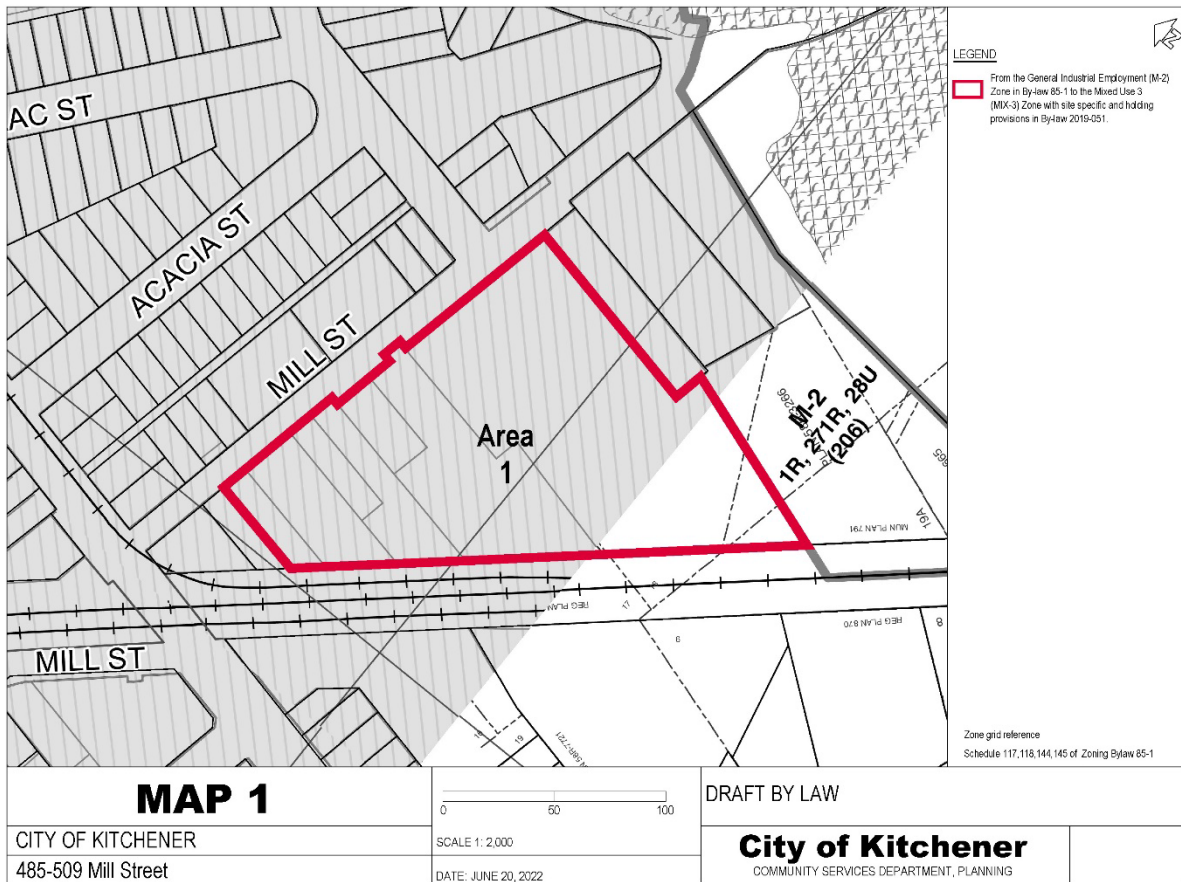 AC ST
ACACIA ST
MILL ST
Area
1
M-2
1R, 271R, 28U
(206)
MUN PLAN 791
19A
REG PLAN
17
REG PLAN 870
8
9
19
MILL ST
LEGEND
From the General Industrial Employment (M-2)
Zone in By-law 85-1 to the Mixed Use 3
(MIX-3) Zone with site specific and holding
provisions in By-law 2019-051.
Zone grid reference
Schedule 117,118,144,145 of Zoning Bylaw 85-1
MAP 1
CITY OF KITCHENER
485-509 Mill Street
0 50 100
SCALE 1: 2,000
DATE: JUNE 20, 2022
DRAFT BY LAW
City of Kitchener
COMMUNITY SERVICES DEPARTMENT, PLANNING